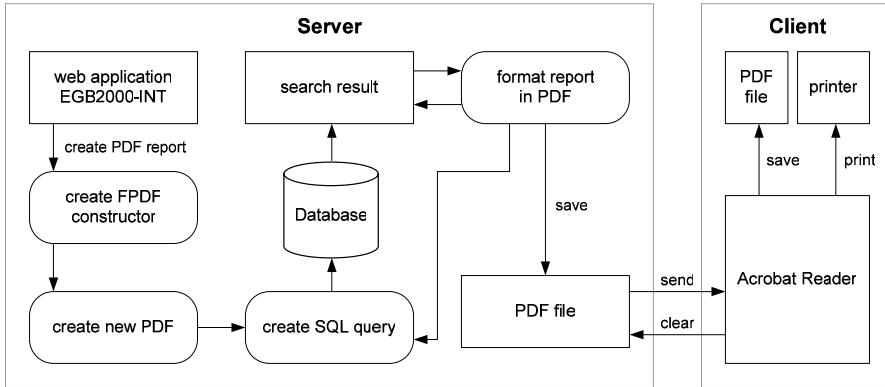 Server
web application
EGB2000-INT
create PDF report
create FPDF
constructor
create new PDF
search result
Database
create SQL query
format report
in PDF
save
PDF file
send
clear
Client
PDF
file
printer
save
print
Acrobat Reader